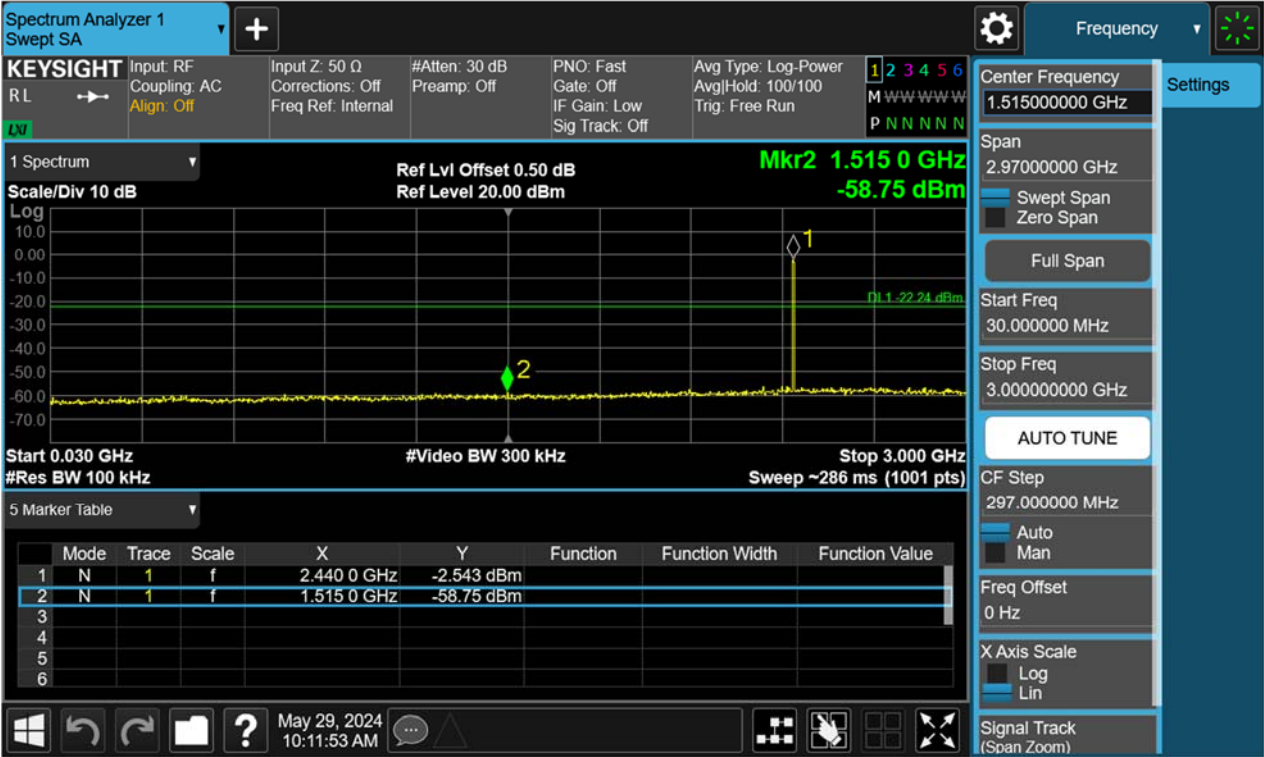 Spectrum Analyzer 1
Swept SA
+
Frequency
KEYSIGHT
R L
LXI
Input: RF
Coupling: AC
Align: Off
Input Z: 50 Ω
Corrections: Off
Freq Ref: Internal
#Atten: 30 dB
Preamp: Off
PNO: Fast
Gate: Off
IF Gain: Low
Sig Track: Off
Avg Type: Log-Power
Avg|Hold: 100/100
Trig: Free Run
1 2 3 4 5 6
M W W W W W
P N N N N N
1 Spectrum
Scale/Div 10 dB
Ref Lvl Offset 0.50 dB
Ref Level 20.00 dBm
Mkr2 1.515 0 GHz
-58.75 dBm
Log
10.0
0.00
-10.0
-20.0
-30.0
-40.0
-50.0
-60.0
-70.0
1
DL1 -22.24 dBm
2
Start 0.030 GHz
#Video BW 300 kHz
Stop 3.000 GHz
#Res BW 100 kHz
Sweep ~286 ms (1001 pts)
5 Marker Table
Mode Trace Scale X Y Function Function Width Function Value
1 N 1 f 2.440 0 GHz -2.543 dBm
2 N 1 f 1.515 0 GHz -58.75 dBm
3
4
5
6
May 29, 2024
10:11:53 AM
?
Settings
Center Frequency
1.515000000 GHz
Span
2.97000000 GHz
Swept Span
Zero Span
Full Span
Start Freq
30.000000 MHz
Stop Freq
3.000000000 GHz
AUTO TUNE
CF Step
297.000000 MHz
Auto
Man
Freq Offset
0 Hz
X Axis Scale
Log
Lin
Signal Track
(Span Zoom)